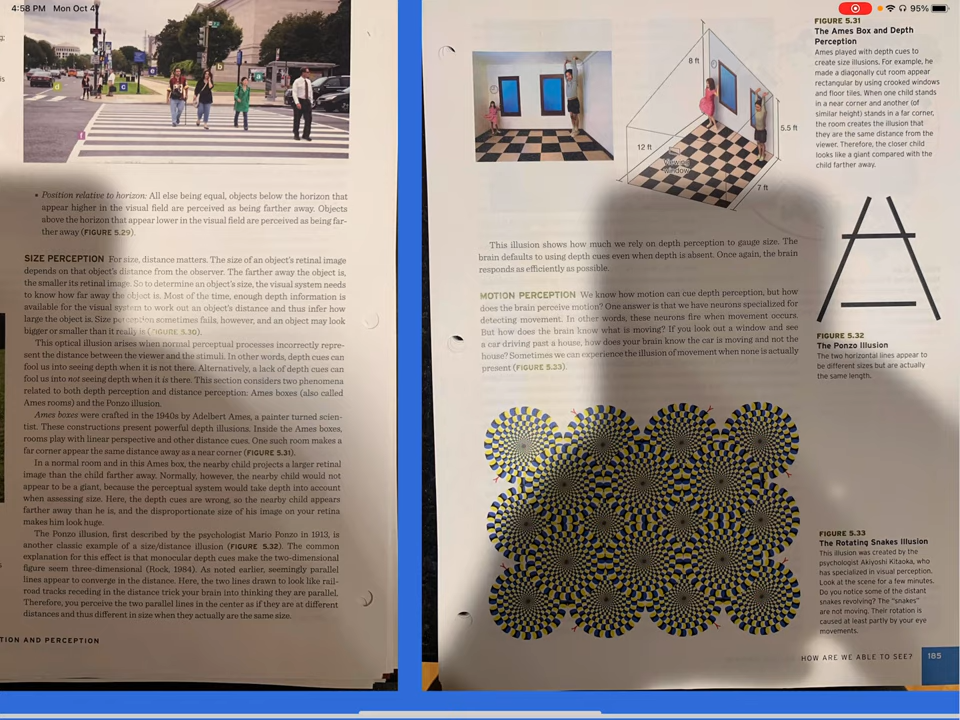 4:58 PM Mon Oct 4
95%
• Position relative to horizon: All else being equal, objects below the horizon that
appear higher in the visual field are perceived as being farther away. Objects
above the horizon that appear lower in the visual field are perceived as being far-
ther away (FIGURE 5.29).
SIZE PERCEPTION For size, distance matters. The size of an object's retinal image
depends on that object's distance from the observer. The farther away the object is,
the smaller its retinal image. So to determine an object's size, the visual system needs
to know how far away the object is. Most of the time, enough depth information is
available for the visual system to work out an object's distance and thus infer how
large the object is. Size perception sometimes fails, however, and an object may look
bigger or smaller than it really is (FIGURE 5.30).
This optical illusion arises when normal perceptual processes incorrectly repre-
sent the distance between the viewer and the stimuli. In other words, depth cues can
fool us into seeing depth when it is not there. Alternatively, a lack of depth cues can
fool us into not seeing depth when it is there. This section considers two phenomena
related to both depth perception and distance perception: Ames boxes (also called
Ames rooms) and the Ponzo illusion.
Ames boxes were crafted in the 1940s by Adelbert Ames, a painter turned scien-
tist. These constructions present powerful depth illusions. Inside the Ames boxes,
rooms play with linear perspective and other distance cues. One such room makes a
far corner appear the same distance away as a near corner (FIGURE 5.31).
In a normal room and in this Ames box, the nearby child projects a larger retinal
image than the child farther away. Normally, however, the nearby child would not
appear to be a giant, because the perceptual system would take depth into account
when assessing size. Here, the depth cues are wrong, so the nearby child appears
farther away than he is, and the disproportionate size of his image on your retina
makes him look huge.
The Ponzo illusion, first described by the psychologist Mario Ponzo in 1913, is
another classic example of a size/distance illusion (FIGURE 5.32). The common
explanation for this effect is that monocular depth cues make the two-dimensional
figure seem three-dimensional (Rock, 1984). As noted earlier, seemingly parallel
lines appear to converge in the distance. Here, the two lines drawn to look like rail-
road tracks receding in the distance trick your brain into thinking they are parallel.
Therefore, you perceive the two parallel lines in the center as if they are at different
distances and thus different in size when they actually are the same size.
TION AND PERCEPTION
8 ft
12 ft
Viewing
window
5.5 ft
7 ft
FIGURE 5.31
The Ames Box and Depth
Perception
Ames played with depth cues to
create size illusions. For example, he
made a diagonally cut room appear
rectangular by using crooked windows
and floor tiles. When one child stands
in a near corner and another (of
similar height) stands in a far corner,
the room creates the illusion that
they are the same distance from the
viewer. Therefore, the closer child
looks like a giant compared with the
child farther away.
This illusion shows how much we rely on depth perception to gauge size. The
brain defaults to using depth cues even when depth is absent. Once again, the brain
responds as efficiently as possible.
MOTION PERCEPTION We know how motion can cue depth perception, but how
does the brain perceive motion? One answer is that we have neurons specialized for
detecting movement. In other words, these neurons fire when movement occurs.
But how does the brain know what is moving? If you look out a window and see
a car driving past a house, how does your brain know the car is moving and not the
house? Sometimes we can experience the illusion of movement when none is actually
present (FIGURE 5.33).
FIGURE 5.32
The Ponzo Illusion
The two horizontal lines appear to
be different sizes but are actually
the same length.
FIGURE 5.33
The Rotating Snakes Illusion
This illusion was created by the
psychologist Akiyoshi Kitaoka, who
has specialized in visual perception.
Look at the scene for a few minutes.
Do you notice some of the distant
snakes revolving? The "snakes"
are not moving. Their rotation is
caused at least partly by your eye
movements.
HOW ARE WE ABLE TO SEE? 185